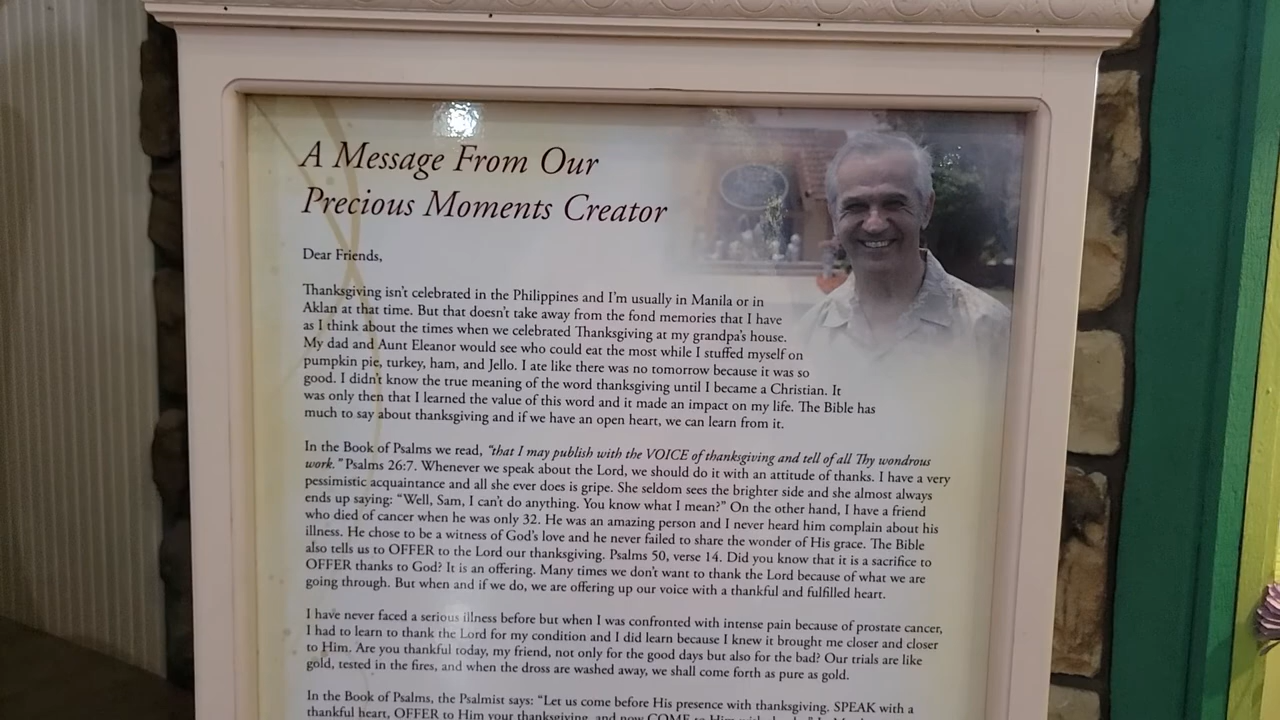 A Message From Our
Precious Moments Creator
Dear Friends,
Thanksgiving isn't celebrated in the Philippines and I'm usually in Manila or in
Aklan at that time. But that doesn't take away from the fond memories that I have
as I think about the times when we celebrated Thanksgiving at my grandpa's house.
My dad and Aunt Eleanor would see who could eat the most while I stuffed myself on
pumpkin pie, turkey, ham, and Jello. I ate like there was no tomorrow because it was so
good. I didn't know the true meaning of the word thanksgiving until I became a Christian. It
was only then that I learned the value of this word and it made an impact on my life. The Bible has
much to say about thanksgiving and if we have an open heart, we can learn from it.
In the Book of Psalms we read, "that I may publish with the VOICE of thanksgiving and tell of all Thy wondrous
work." Psalms 26:7. Whenever we speak about the Lord, we should do it with an attitude of thanks. I have a very
pessimistic acquaintance and all she ever does is gripe. She seldom sees the brighter side and she almost always
ends up saying: "Well, Sam, I can't do anything. You know what I mean?" On the other hand, I have a friend
who died of cancer when he was only 32. He was an amazing person and I never heard him complain about his
illness. He chose to be a witness of God's love and he never failed to share the wonder of His grace. The Bible
also tells us to OFFER to the Lord our thanksgiving. Psalms 50, verse 14. Did you know that it is a sacrifice to
OFFER thanks to God? It is an offering. Many times we don't want to thank the Lord because of what we are
going through. But when and if we do, we are offering up our voice with a thankful and fulfilled heart.
I have never faced a serious illness before but when I was confronted with intense pain because of prostate cancer,
I had to learn to thank the Lord for my condition and I did learn because I knew it brought me closer and closer
to Him. Are you thankful today, my friend, not only for the good days but also for the bad? Our trials are like
gold, tested in the fires, and when the dross are washed away, we shall come forth as pure as gold.
In the Book of Psalms, the Psalmist says: "Let us come before His presence with thanksgiving. SPEAK with a
thankful heart, OFFER to Him your thanksgiving, and now COME to Him with